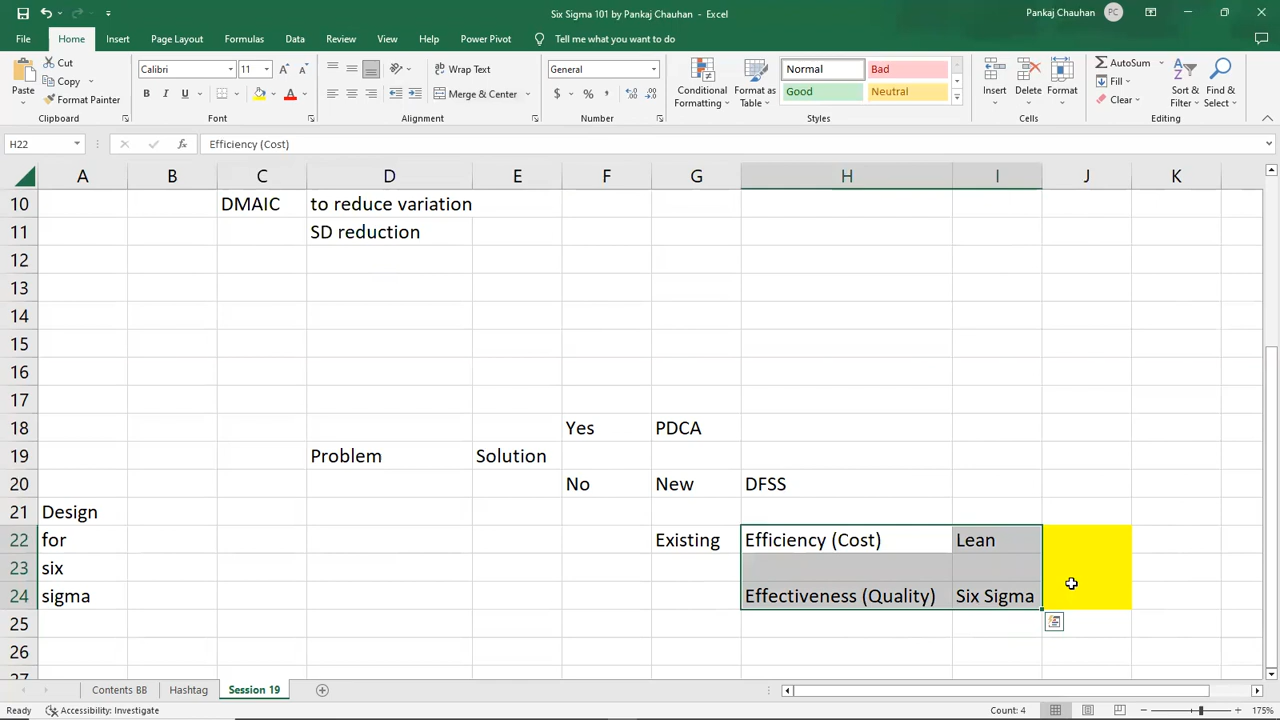 Six Sigma 101 by Pankaj Chauhan - Excel
Pankaj Chauhan PC
File Home Insert Page Layout Formulas Data Review View Help Power Pivot Tell me what you want to do
Paste
Cut
Copy
Format Painter
Clipboard
Calibri 11
B I U
Font
Wrap Text
Merge & Center
Alignment
General
$ % ,
Number
Conditional Formatting
Format as Table
Normal Bad
Good Neutral
Styles
Insert Delete Format
Cells
AutoSum
Fill
Clear
Sort & Filter
Find & Select
Editing
H22 fx Efficiency (Cost)
A B C D E F G H I J K
10 DMAIC to reduce variation
11 SD reduction
12
13
14
15
16
17
18 Yes PDCA
19 Problem Solution
20 No New DFSS
21 Design
22 for Existing Efficiency (Cost) Lean
23 six
24 sigma Effectiveness (Quality) Six Sigma
25
26
27
Contents BB Hashtag Session 19
Ready Accessibility: Investigate Count: 4 175%